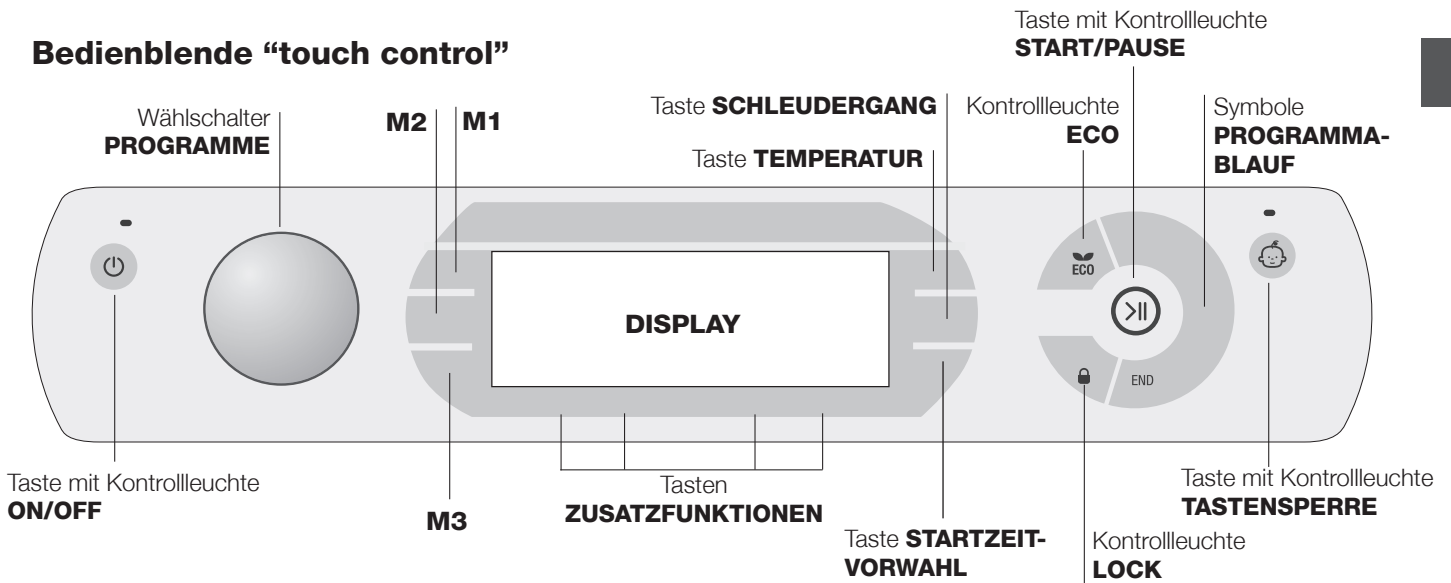 Bedienblende “touch control”
Taste mit Kontrollleuchte
START/PAUSE
Wählschalter
PROGRAMME
M2
M1
Taste SCHLEUDERGANG
Taste TEMPERATUR
Kontrollleuchte
ECO
Symbole
PROGRAMMA-
BLAUF
DISPLAY
ECO
END
Taste mit Kontrollleuchte
ON/OFF
M3
Tasten
ZUSATZFUNKTIONEN
Taste STARTZEIT-
VORWAHL
Kontrollleuchte
LOCK
Taste mit Kontrollleuchte
TASTENSPERRE